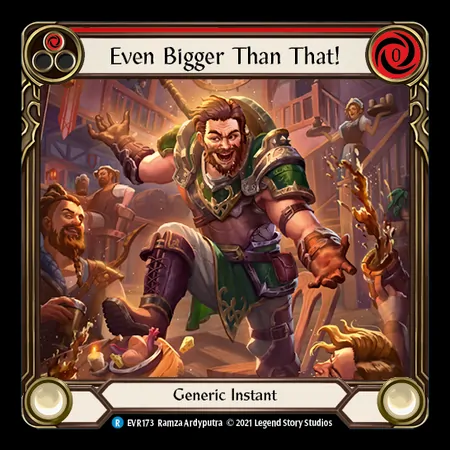 Even Bigger Than That!
0
Generic Instant
R EVR173 Ramza Ardyputra © 2021 Legend Story Studios